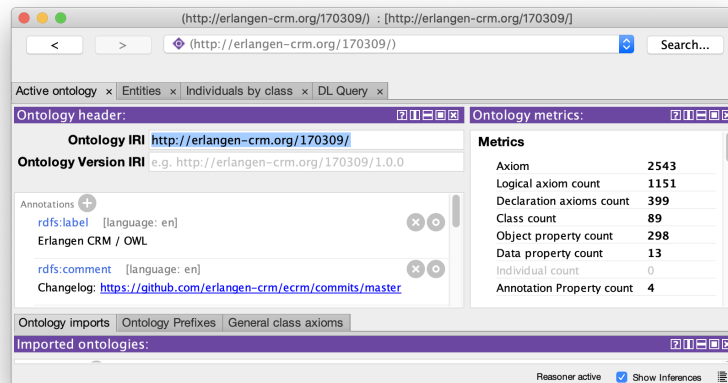 (http://erlangen-crm.org/170309/) : [http://erlangen-crm.org/170309/]
< > (http://erlangen-crm.org/170309/) Search...
Active ontology × Entities × Individuals by class × DL Query ×
Ontology header:
Ontology IRI http://erlangen-crm.org/170309/
Ontology Version IRI e.g. http://erlangen-crm.org/170309/1.0.0
Annotations
rdfs:label [language: en]
Erlangen CRM / OWL
rdfs:comment [language: en]
Changelog: https://github.com/erlangen-crm/ecrm/commits/master
Ontology metrics:
Metrics
Axiom 2543
Logical axiom count 1151
Declaration axioms count 399
Class count 89
Object property count 298
Data property count 13
Individual count 0
Annotation Property count 4
Ontology imports Ontology Prefixes General class axioms
Imported ontologies:
Reasoner active Show Inferences